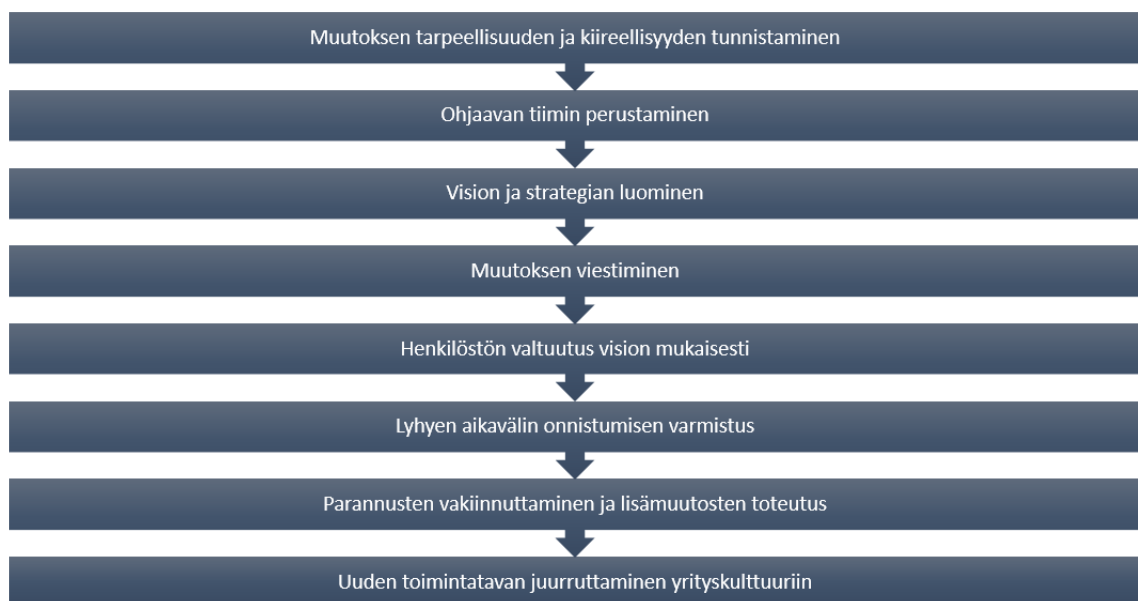 Muutoksen tarpeellisuuden ja kiireellisyyden tunnistaminen
Ohjaavan tiimin perustaminen
Vision ja strategian luominen
Muutoksen viestiminen
Henkilöstön valtuutus vision mukaisesti
Lyhyen aikavälin onnistumisen varmistus
Parannusten vakiinnuttaminen ja lisämuutosten toteutus
Uuden toimintatavan juurruttaminen yrityskulttuuriin